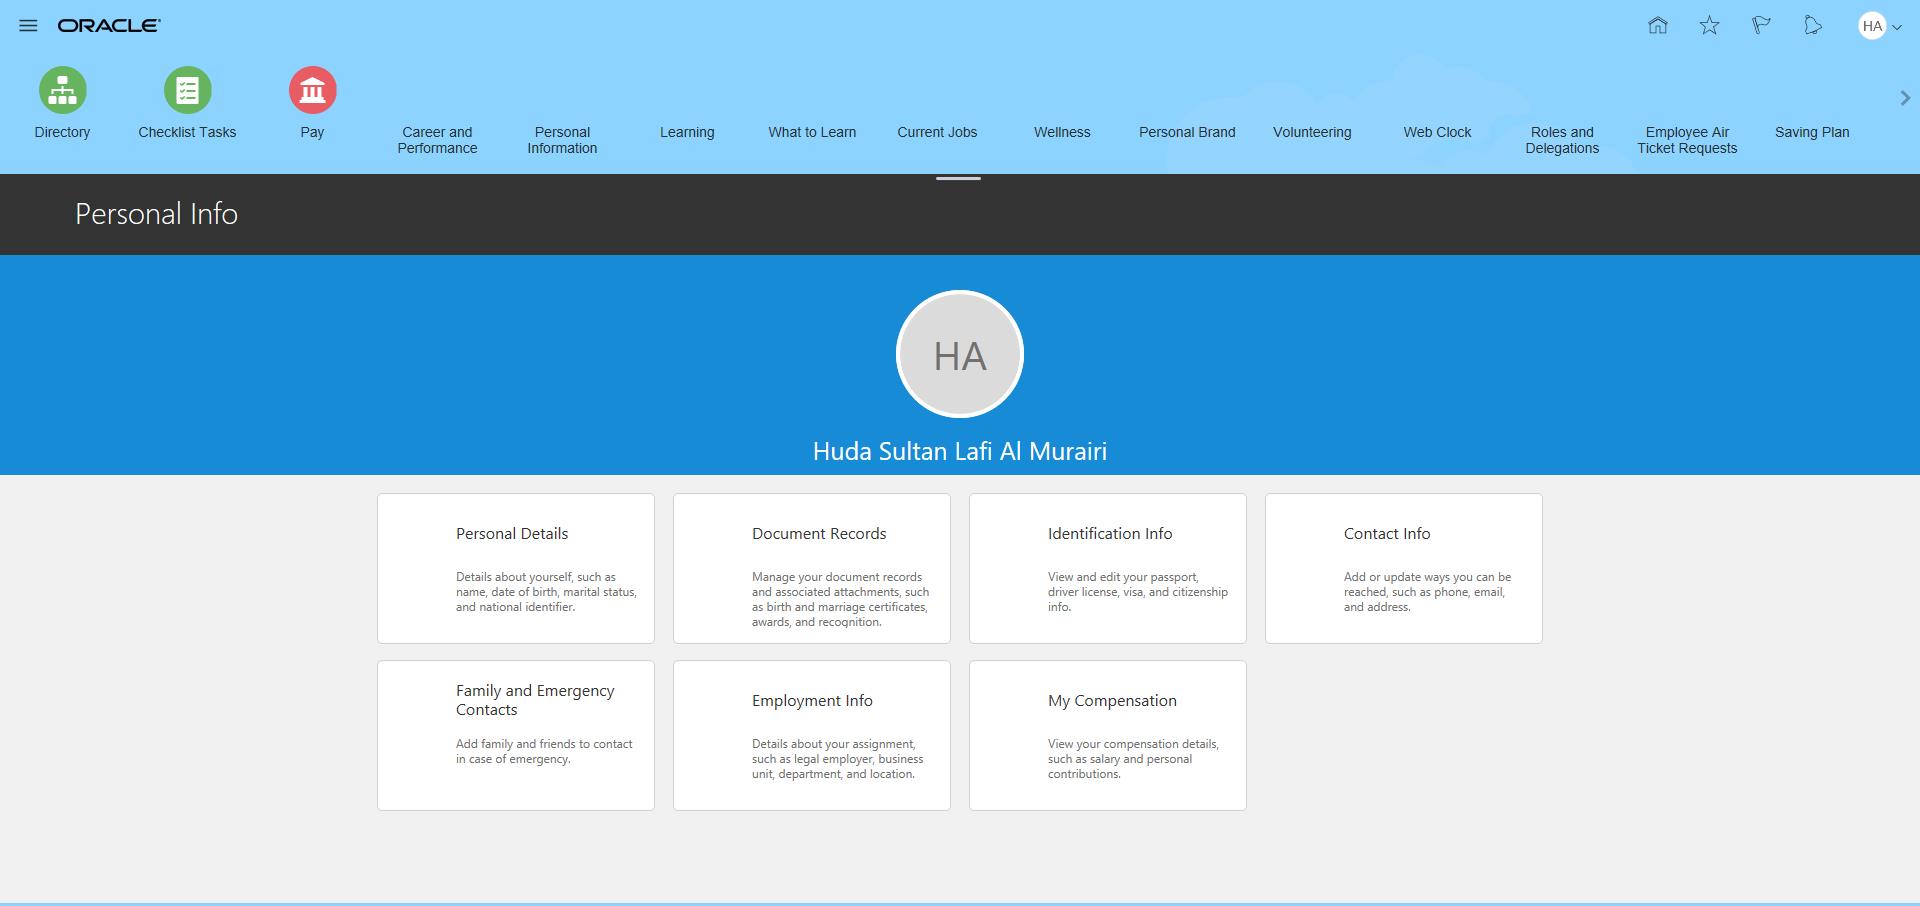 ORACLE
HA
Directory
Checklist Tasks
Pay
Career and
Performance
Personal
Information
Learning
What to Learn
Current Jobs
Wellness
Personal Brand
Volunteering
Web Clock
Roles and
Delegations
Employee Air
Ticket Requests
Saving Plan
Personal Info
HA
Huda Sultan Lafi Al Murairi
Personal Details
Details about yourself, such as
name, date of birth, marital status,
and national identifier.
Document Records
Manage your document records
and associated attachments, such
as birth and marriage certificates,
awards, and recognition.
Identification Info
View and edit your passport,
driver license, visa, and citizenship
info.
Contact Info
Add or update ways you can be
reached, such as phone, email,
and address.
Family and Emergency
Contacts
Add family and friends to contact
in case of emergency.
Employment Info
Details about your assignment,
such as legal employer, business
unit, department, and location.
My Compensation
View your compensation details,
such as salary and personal
contributions.